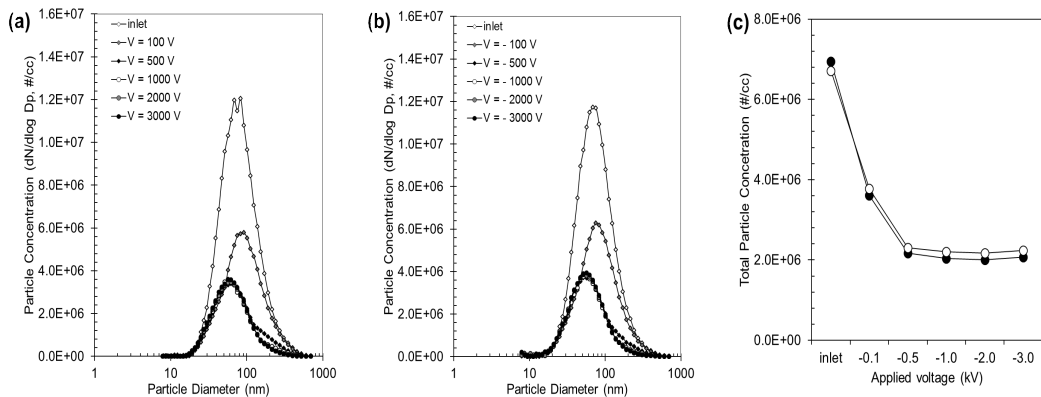 (a)
Particle Concentration (dN/dlog Dp, #/cc)
1.6E+07
1.4E+07
1.2E+07
1.0E+07
8.0E+06
6.0E+06
4.0E+06
2.0E+06
0.0E+00
inlet
V = 100 V
V = 500 V
V = 1000 V
V = 2000 V
V = 3000 V
1 10 100 1000
Particle Diameter (nm)
(b)
Particle Concentration (dN/dlog Dp, #/cc)
1.6E+07
1.4E+07
1.2E+07
1.0E+07
8.0E+06
6.0E+06
4.0E+06
2.0E+06
0.0E+00
inlet
V = - 100 V
V = - 500 V
V = - 1000 V
V = - 2000 V
V = - 3000 V
1 10 100 1000
Particle Diameter (nm)
(c)
Total Particle Concetration (#/cc)
8.0E+06
6.0E+06
4.0E+06
2.0E+06
0.0E+00
inlet -0.1 -0.5 -1.0 -2.0 -3.0
Applied voltage (kV)